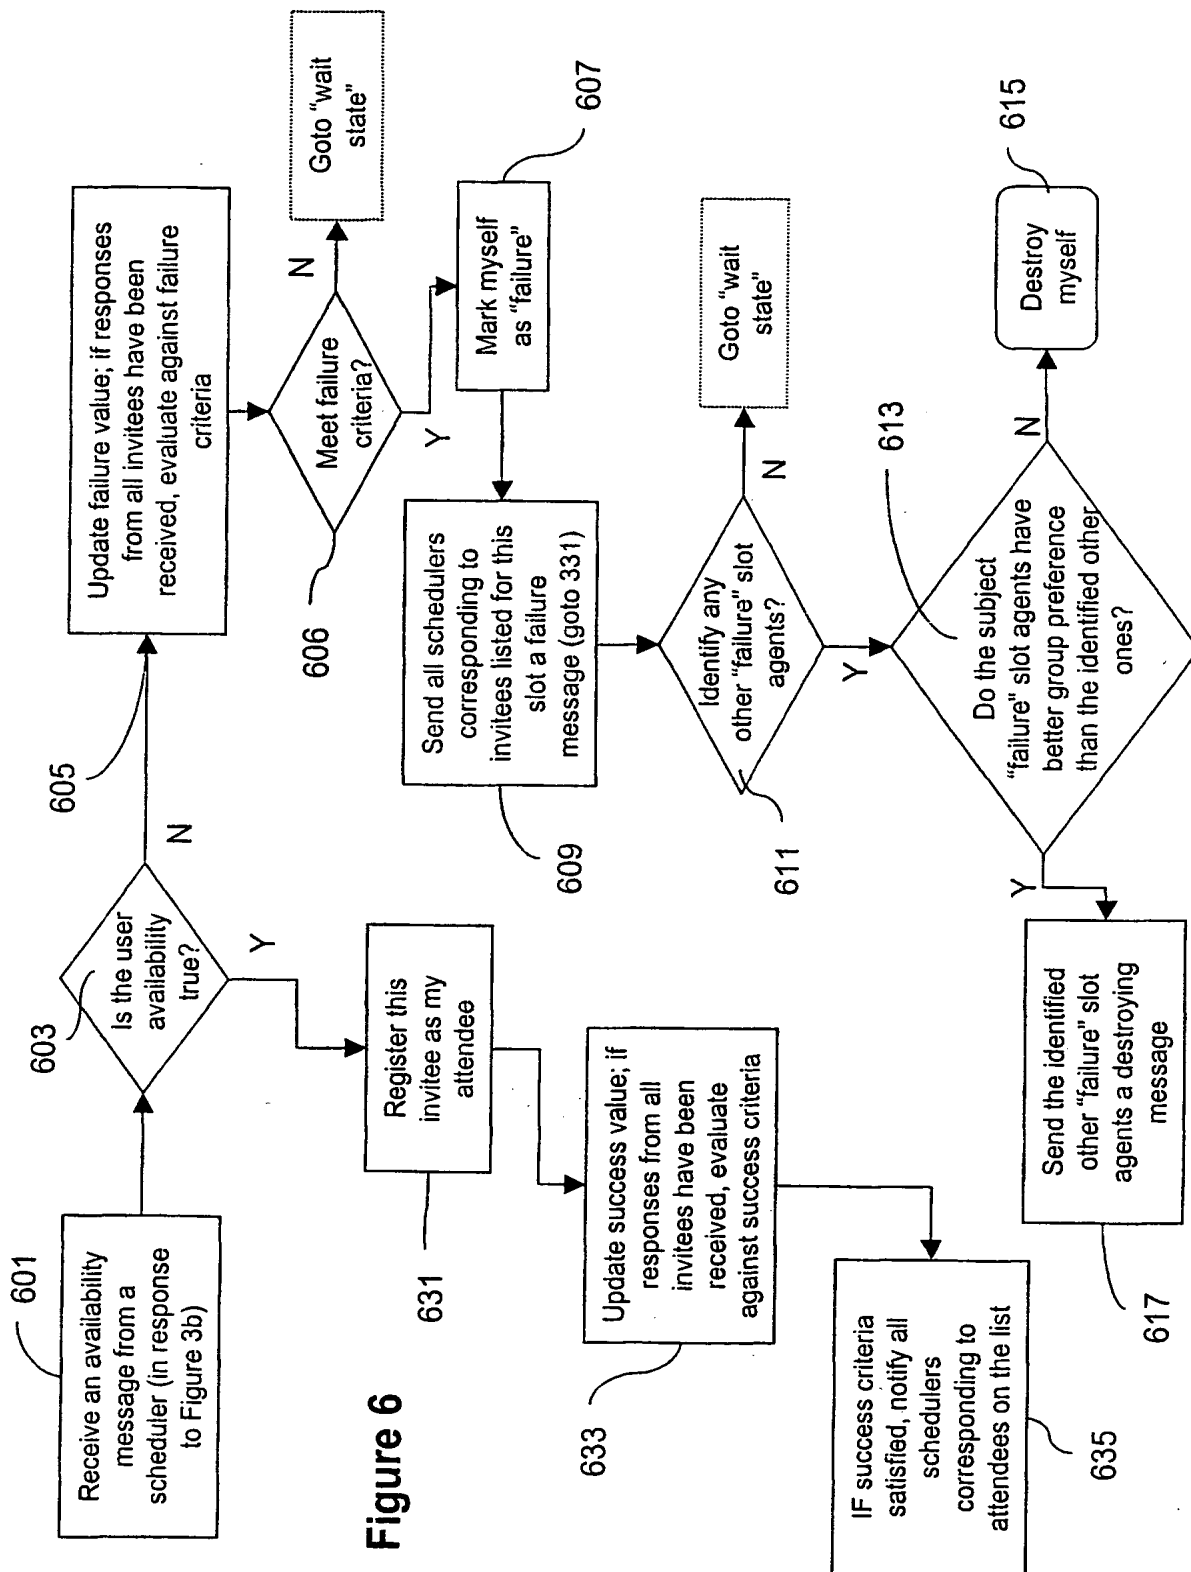 Figure 6
601
Receive an availability
message from a
scheduler (in response
to Figure 3b)
603
Is the user
availability
true?
N
Y
605
Update failure value; if responses
from all invitees have been
received, evaluate against failure
criteria
606
Meet failure
criteria?
N
Goto "wait
state"
Y
607
Mark myself
as "failure"
609
Send all schedulers
corresponding to
invitees listed for this
slot a failure
message (goto 331)
611
Identify any
other "failure" slot
agents?
N
Goto "wait
state"
Y
613
Do the subject
"failure" slot agents have
better group preference
than the identified other
ones?
N
615
Destroy
myself
Y
617
Send the identified
other "failure" slot
agents a destroying
message
631
Register this
invitee as my
attendee
633
Update success value; if
responses from all
invitees have been
received, evaluate
against success criteria
635
IF success criteria
satisfied, notify all
schedulers
corresponding to
attendees on the list